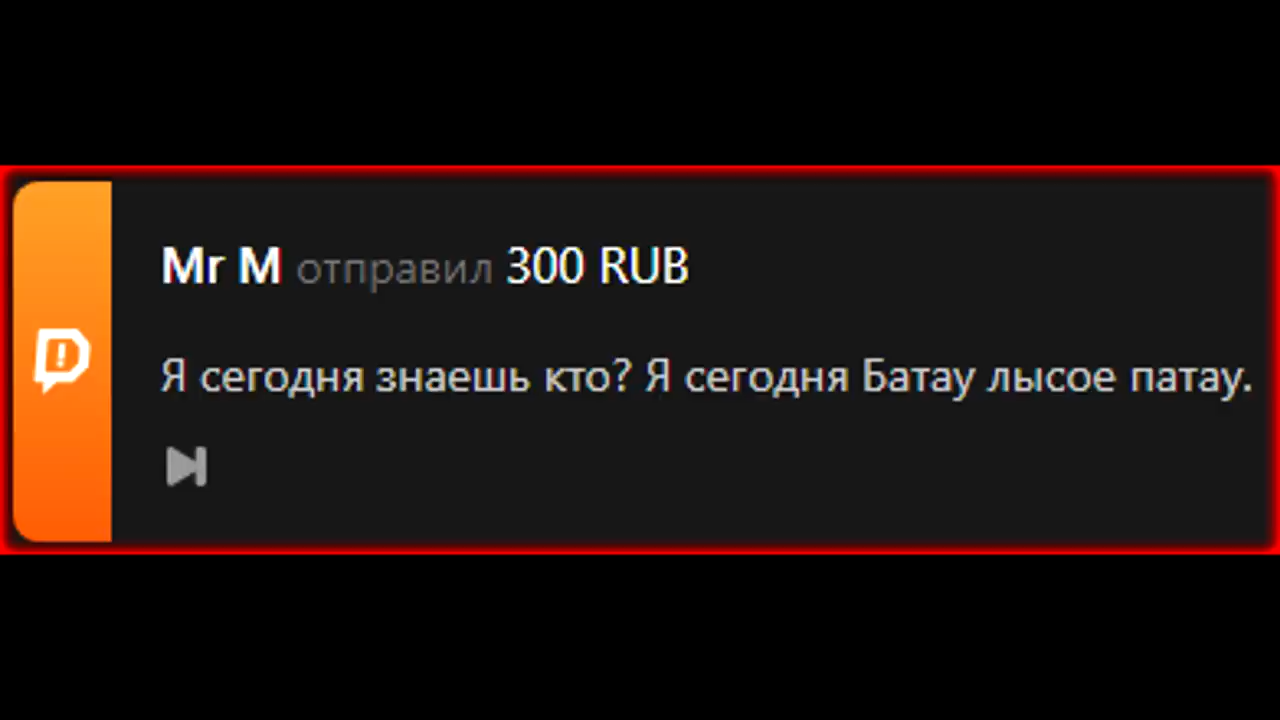 Mr M отправил 300 RUB
Я сегодня знаешь кто? Я сегодня Батау лысое патау.